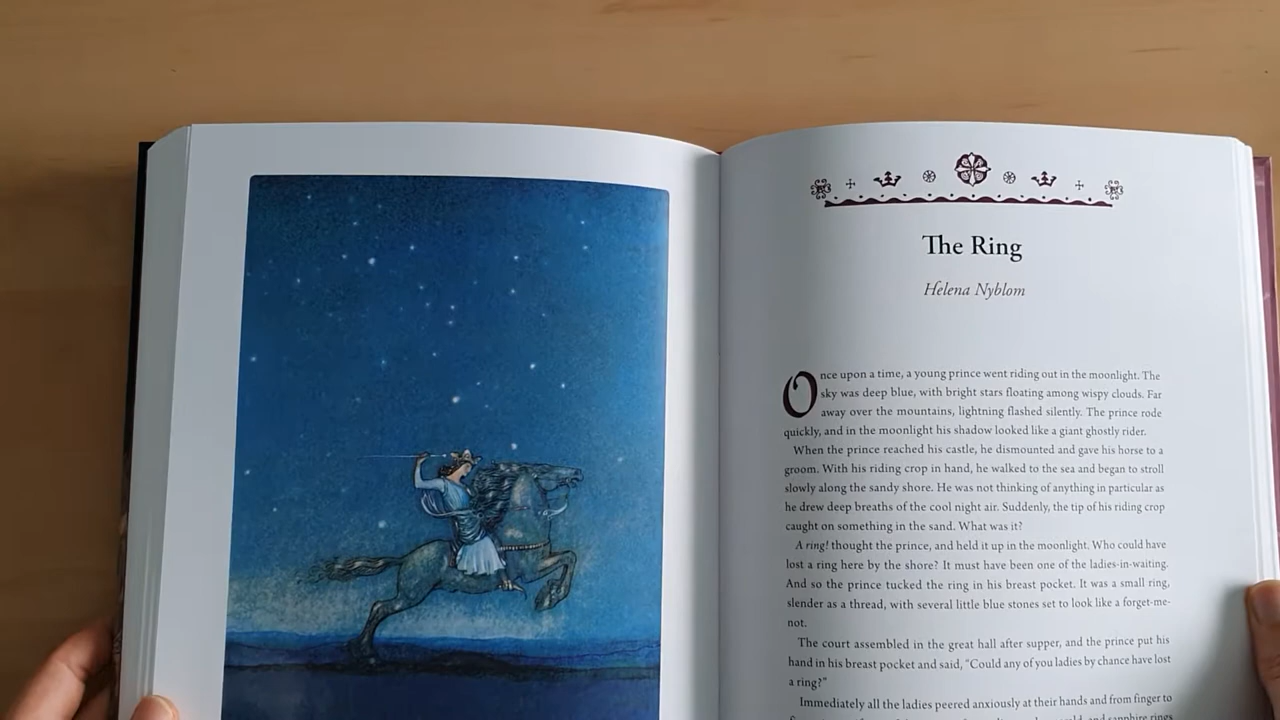 The Ring
Helena Nyblom
Once upon a time, a young prince went riding out in the moonlight. The
sky was deep blue, with bright stars floating among wispy clouds. Far
away over the mountains, lightning flashed silently. The prince rode
quickly, and in the moonlight his shadow looked like a giant ghostly rider.
When the prince reached his castle, he dismounted and gave his horse to a
groom. With his riding crop in hand, he walked to the sea and began to stroll
slowly along the sandy shore. He was not thinking of anything in particular as
he drew deep breaths of the cool night air. Suddenly, the tip of his riding crop
caught on something in the sand. What was it?
A ring! thought the prince, and held it up in the moonlight. Who could have
lost a ring here by the shore? It must have been one of the ladies-in-waiting.
And so the prince tucked the ring in his breast pocket. It was a small ring,
slender as a thread, with several little blue stones set to look like a forget-me-
not.
The court assembled in the great hall after supper, and the prince put his
hand in his breast pocket and said, “Could any of you ladies by chance have lost
a ring?”
Immediately all the ladies peered anxiously at their hands and from finger to
and sapphire rings